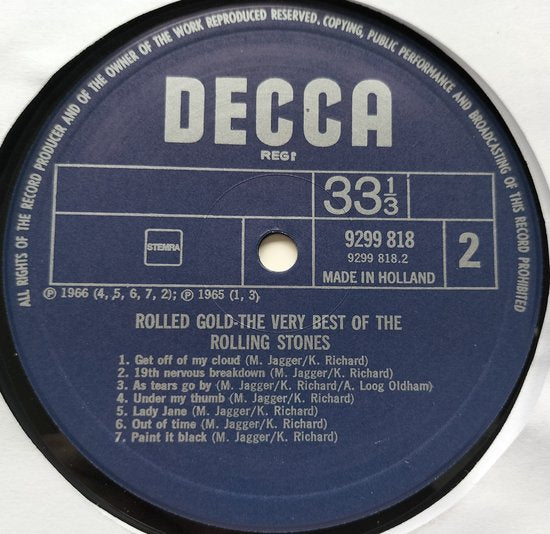 ALL RIGHTS OF THE RECORD PRODUCER AND OF THE OWNER OF THE WORK REPRODUCED RESERVED. COPYING, PUBLIC PERFORMANCE AND BROADCASTING OF THIS RECORD PROHIBITED
DECCA
REGT
33⅓
STEMRA
9299 818
9299 818.2
2
MADE IN HOLLAND
℗ 1966 (4, 5, 6, 7, 2); ℗ 1965 (1, 3)
ROLLED GOLD-THE VERY BEST OF THE
ROLLING STONES
1. Get off of my cloud (M. Jagger/K. Richard)
2. 19th nervous breakdown (M. Jagger/K. Richard)
3. As tears go by (M. Jagger/K. Richard/A. Loog Oldham)
4. Under my thumb (M. Jagger/K. Richard)
5. Lady Jane (M. Jagger/K. Richard)
6. Out of time (M. Jagger/K. Richard)
7. Paint it black (M. Jagger/K. Richard)